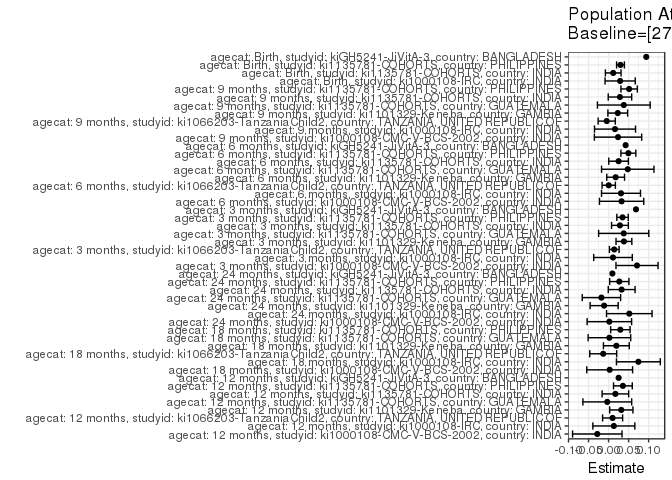 Population At
Baseline=[27
agecat: Birth, studyid: kiGH5241-JiVitA-3, country: BANGLADESH
agecat: Birth, studyid: ki1135781-COHORTS, country: PHILIPPINES
agecat: Birth, studyid: ki1135781-COHORTS, country: INDIA
agecat: Birth, studyid: ki1000108-IRC, country: INDIA
agecat: 9 months, studyid: ki1135781-COHORTS, country: PHILIPPINES
agecat: 9 months, studyid: ki1135781-COHORTS, country: INDIA
agecat: 9 months, studyid: ki1135781-COHORTS, country: GUATEMALA
agecat: 9 months, studyid: ki1101329-Keneba, country: GAMBIA
agecat: 9 months, studyid: ki1066203-TanzaniaChild2, country: TANZANIA, UNITED REPUBLIC OF
agecat: 9 months, studyid: ki1000108-IRC, country: INDIA
agecat: 9 months, studyid: ki1000108-CMC-V-BCS-2002, country: INDIA
agecat: 6 months, studyid: kiGH5241-JiVitA-3, country: BANGLADESH
agecat: 6 months, studyid: ki1135781-COHORTS, country: PHILIPPINES
agecat: 6 months, studyid: ki1135781-COHORTS, country: INDIA
agecat: 6 months, studyid: ki1135781-COHORTS, country: GUATEMALA
agecat: 6 months, studyid: ki1101329-Keneba, country: GAMBIA
agecat: 6 months, studyid: ki1066203-TanzaniaChild2, country: TANZANIA, UNITED REPUBLIC OF
agecat: 6 months, studyid: ki1000108-IRC, country: INDIA
agecat: 6 months, studyid: ki1000108-CMC-V-BCS-2002, country: INDIA
agecat: 3 months, studyid: kiGH5241-JiVitA-3, country: BANGLADESH
agecat: 3 months, studyid: ki1135781-COHORTS, country: PHILIPPINES
agecat: 3 months, studyid: ki1135781-COHORTS, country: INDIA
agecat: 3 months, studyid: ki1135781-COHORTS, country: GUATEMALA
agecat: 3 months, studyid: ki1101329-Keneba, country: GAMBIA
agecat: 3 months, studyid: ki1066203-TanzaniaChild2, country: TANZANIA, UNITED REPUBLIC OF
agecat: 3 months, studyid: ki1000108-IRC, country: INDIA
agecat: 3 months, studyid: ki1000108-CMC-V-BCS-2002, country: INDIA
agecat: 24 months, studyid: kiGH5241-JiVitA-3, country: BANGLADESH
agecat: 24 months, studyid: ki1135781-COHORTS, country: PHILIPPINES
agecat: 24 months, studyid: ki1135781-COHORTS, country: INDIA
agecat: 24 months, studyid: ki1135781-COHORTS, country: GUATEMALA
agecat: 24 months, studyid: ki1101329-Keneba, country: GAMBIA
agecat: 24 months, studyid: ki1000108-IRC, country: INDIA
agecat: 24 months, studyid: ki1000108-CMC-V-BCS-2002, country: INDIA
agecat: 18 months, studyid: ki1135781-COHORTS, country: PHILIPPINES
agecat: 18 months, studyid: ki1135781-COHORTS, country: GUATEMALA
agecat: 18 months, studyid: ki1101329-Keneba, country: GAMBIA
agecat: 18 months, studyid: ki1066203-TanzaniaChild2, country: TANZANIA, UNITED REPUBLIC OF
agecat: 18 months, studyid: ki1000108-IRC, country: INDIA
agecat: 18 months, studyid: ki1000108-CMC-V-BCS-2002, country: INDIA
agecat: 12 months, studyid: kiGH5241-JiVitA-3, country: BANGLADESH
agecat: 12 months, studyid: ki1135781-COHORTS, country: PHILIPPINES
agecat: 12 months, studyid: ki1135781-COHORTS, country: INDIA
agecat: 12 months, studyid: ki1135781-COHORTS, country: GUATEMALA
agecat: 12 months, studyid: ki1101329-Keneba, country: GAMBIA
agecat: 12 months, studyid: ki1066203-TanzaniaChild2, country: TANZANIA, UNITED REPUBLIC OF
agecat: 12 months, studyid: ki1000108-IRC, country: INDIA
agecat: 12 months, studyid: ki1000108-CMC-V-BCS-2002, country: INDIA
-0.10-0.05 0.00 0.05 0.10
Estimate